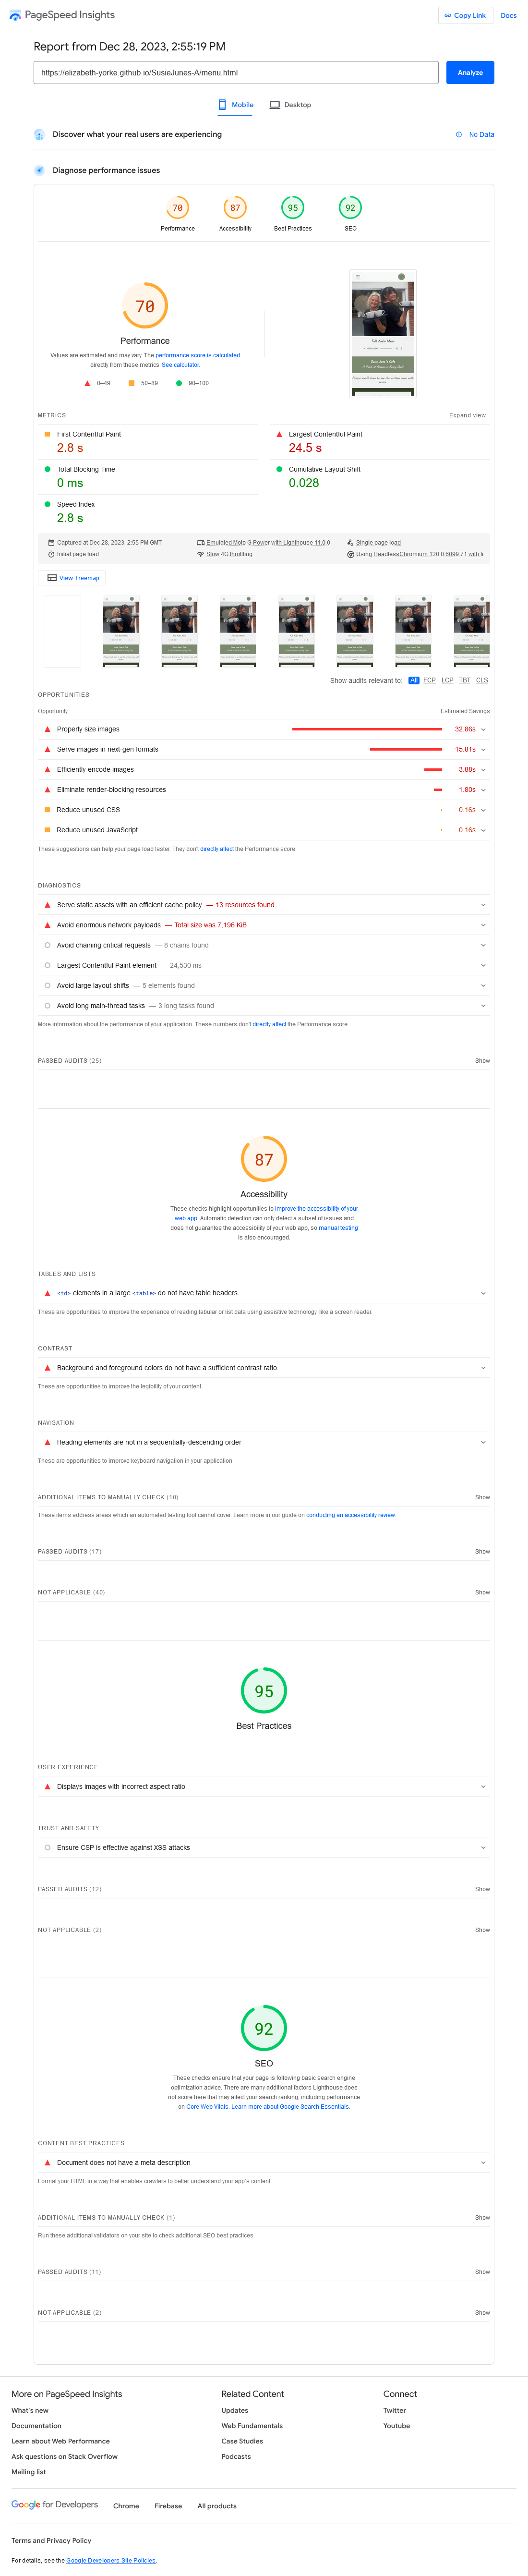 PageSpeed Insights
Copy Link
Docs
Report from Dec 28, 2023, 2:55:19 PM
https://elizabeth-yorke.github.io/SusieJunes-A/menu.html
Analyze
Mobile
Desktop
Discover what your real users are experiencing
No Data
Diagnose performance issues
70
87
95
92
Performance
Accessibility
Best Practices
SEO
70
Performance
Values are estimated and may vary. The performance score is calculated
directly from these metrics. See calculator.
0–49
50–89
90–100
METRICS
Expand view
First Contentful Paint
2.8 s
Largest Contentful Paint
24.5 s
Total Blocking Time
0 ms
Cumulative Layout Shift
0.028
Speed Index
2.8 s
Captured at Dec 28, 2023, 2:55 PM GMT
Emulated Moto G Power with Lighthouse 11.0.0
Single page load
Initial page load
Slow 4G throttling
Using HeadlessChromium 120.0.6099.71 with lr
View Treemap
Show audits relevant to:
All
FCP
LCP
TBT
CLS
OPPORTUNITIES
Opportunity
Estimated Savings
Properly size images
32.86s
Serve images in next-gen formats
15.81s
Efficiently encode images
3.88s
Eliminate render-blocking resources
1.80s
Reduce unused CSS
0.16s
Reduce unused JavaScript
0.16s
These suggestions can help your page load faster. They don't directly affect the Performance score.
DIAGNOSTICS
Serve static assets with an efficient cache policy — 13 resources found
Avoid enormous network payloads — Total size was 7,196 KiB
Avoid chaining critical requests — 8 chains found
Largest Contentful Paint element — 24,530 ms
Avoid large layout shifts — 5 elements found
Avoid long main-thread tasks — 3 long tasks found
More information about the performance of your application. These numbers don't directly affect the Performance score.
PASSED AUDITS (25)
Show
87
Accessibility
These checks highlight opportunities to improve the accessibility of your
web app. Automatic detection can only detect a subset of issues and
does not guarantee the accessibility of your web app, so manual testing
is also encouraged.
TABLES AND LISTS
<td> elements in a large <table> do not have table headers.
These are opportunities to improve the experience of reading tabular or list data using assistive technology, like a screen reader.
CONTRAST
Background and foreground colors do not have a sufficient contrast ratio.
These are opportunities to improve the legibility of your content.
NAVIGATION
Heading elements are not in a sequentially-descending order
These are opportunities to improve keyboard navigation in your application.
ADDITIONAL ITEMS TO MANUALLY CHECK (10)
Show
These items address areas which an automated testing tool cannot cover. Learn more in our guide on conducting an accessibility review.
PASSED AUDITS (17)
Show
NOT APPLICABLE (40)
Show
95
Best Practices
USER EXPERIENCE
Displays images with incorrect aspect ratio
TRUST AND SAFETY
Ensure CSP is effective against XSS attacks
PASSED AUDITS (12)
Show
NOT APPLICABLE (2)
Show
92
SEO
These checks ensure that your page is following basic search engine
optimization advice. There are many additional factors Lighthouse does
not score here that may affect your search ranking, including performance
on Core Web Vitals. Learn more about Google Search Essentials.
CONTENT BEST PRACTICES
Document does not have a meta description
Format your HTML in a way that enables crawlers to better understand your app's content.
ADDITIONAL ITEMS TO MANUALLY CHECK (1)
Show
Run these additional validators on your site to check additional SEO best practices.
PASSED AUDITS (11)
Show
NOT APPLICABLE (2)
Show
More on PageSpeed Insights
What's new
Documentation
Learn about Web Performance
Ask questions on Stack Overflow
Mailing list
Related Content
Updates
Web Fundamentals
Case Studies
Podcasts
Connect
Twitter
Youtube
Google for Developers
Chrome
Firebase
All products
Terms and Privacy Policy
For details, see the Google Developers Site Policies.